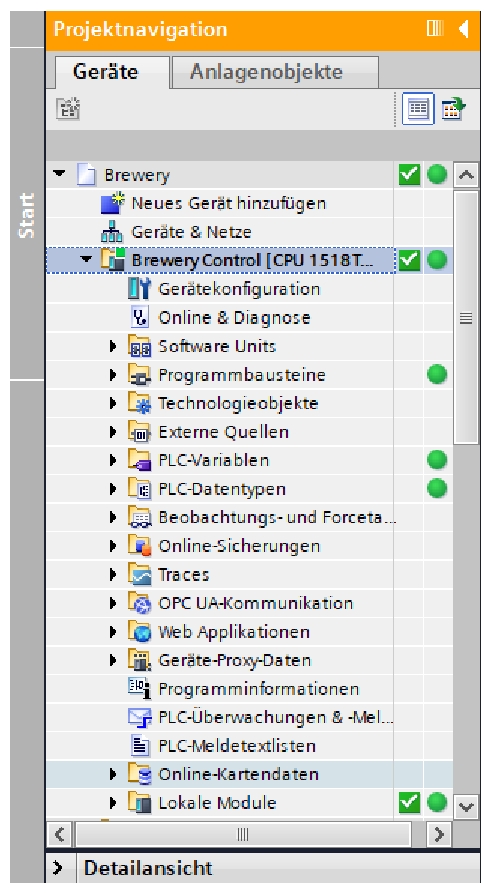 Projektnavigation
Geräte
Anlagenobjekte
Start
Brewery
Neues Gerät hinzufügen
Geräte & Netze
Brewery Control [CPU 1518T...
Gerätekonfiguration
Online & Diagnose
Software Units
Programmbausteine
Technologieobjekte
Externe Quellen
PLC-Variablen
PLC-Datentypen
Beobachtungs- und Forceta...
Online-Sicherungen
Traces
OPC UA-Kommunikation
Web Applikationen
Geräte-Proxy-Daten
Programminformationen
PLC-Überwachungen & -Mel...
PLC-Meldetextlisten
Online-Kartendaten
Lokale Module
Detailansicht